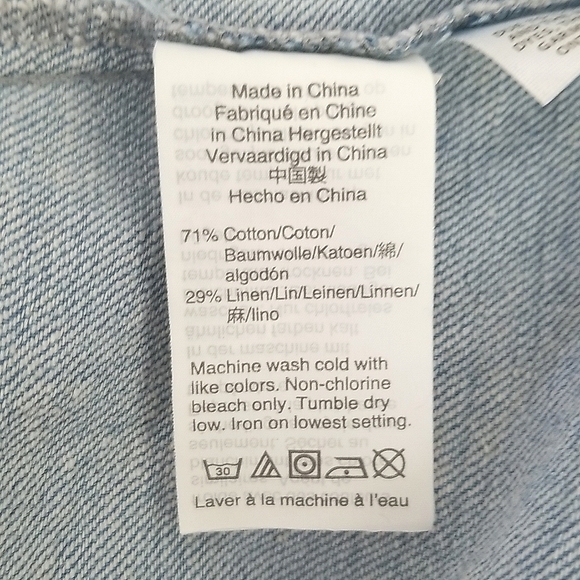 Made in China
Fabriqué en Chine
in China Hergestellt
Vervaardigd in China
中国製
Hecho en China
71% Cotton/Coton/
Baumwolle/Katoen/綿/
algodón
29% Linen/Lin/Leinen/Linnen/
麻/lino
Machine wash cold with
like colors. Non-chlorine
bleach only. Tumble dry
low. Iron on lowest setting.
30
Laver à la machine à l'eau